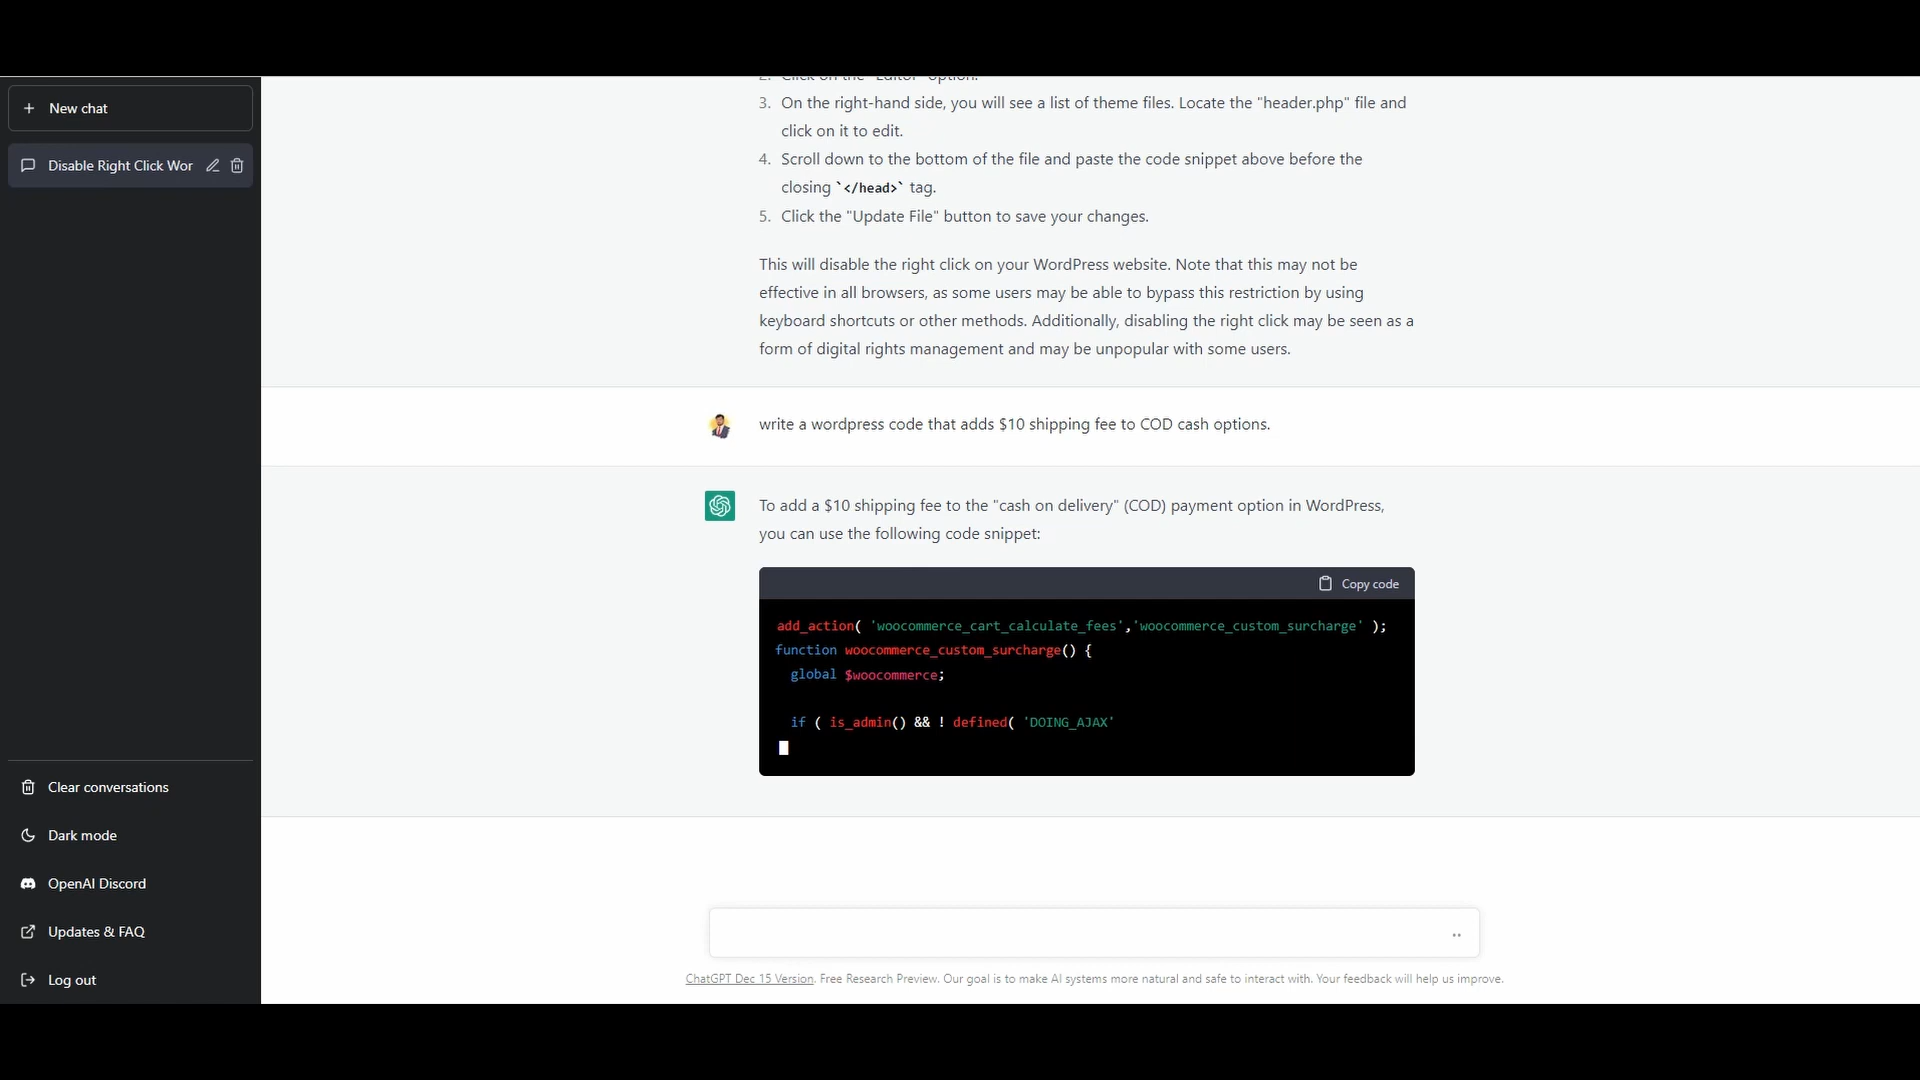 New chat
Disable Right Click Wor
2. Click on the "Editor" option.
3. On the right-hand side, you will see a list of theme files. Locate the "header.php" file and
click on it to edit.
4. Scroll down to the bottom of the file and paste the code snippet above before the
closing `</head>` tag.
5. Click the "Update File" button to save your changes.
This will disable the right click on your WordPress website. Note that this may not be
effective in all browsers, as some users may be able to bypass this restriction by using
keyboard shortcuts or other methods. Additionally, disabling the right click may be seen as a
form of digital rights management and may be unpopular with some users.
write a wordpress code that adds $10 shipping fee to COD cash options.
To add a $10 shipping fee to the "cash on delivery" (COD) payment option in WordPress,
you can use the following code snippet:
Copy code
add_action( 'woocommerce_cart_calculate_fees','woocommerce_custom_surcharge' );
function woocommerce_custom_surcharge() {
global $woocommerce;
if ( is_admin() && ! defined( 'DOING_AJAX'
Clear conversations
Dark mode
OpenAI Discord
Updates & FAQ
Log out
ChatGPT Dec 15 Version. Free Research Preview. Our goal is to make AI systems more natural and safe to interact with. Your feedback will help us improve.